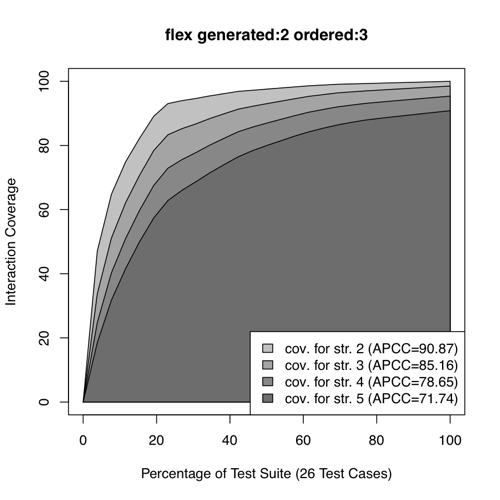 flex generated:2 ordered:3
Interaction Coverage
100
80
60
40
20
0
cov. for str. 2 (APCC=90.87)
cov. for str. 3 (APCC=85.16)
cov. for str. 4 (APCC=78.65)
cov. for str. 5 (APCC=71.74)
0 20 40 60 80 100
Percentage of Test Suite (26 Test Cases)